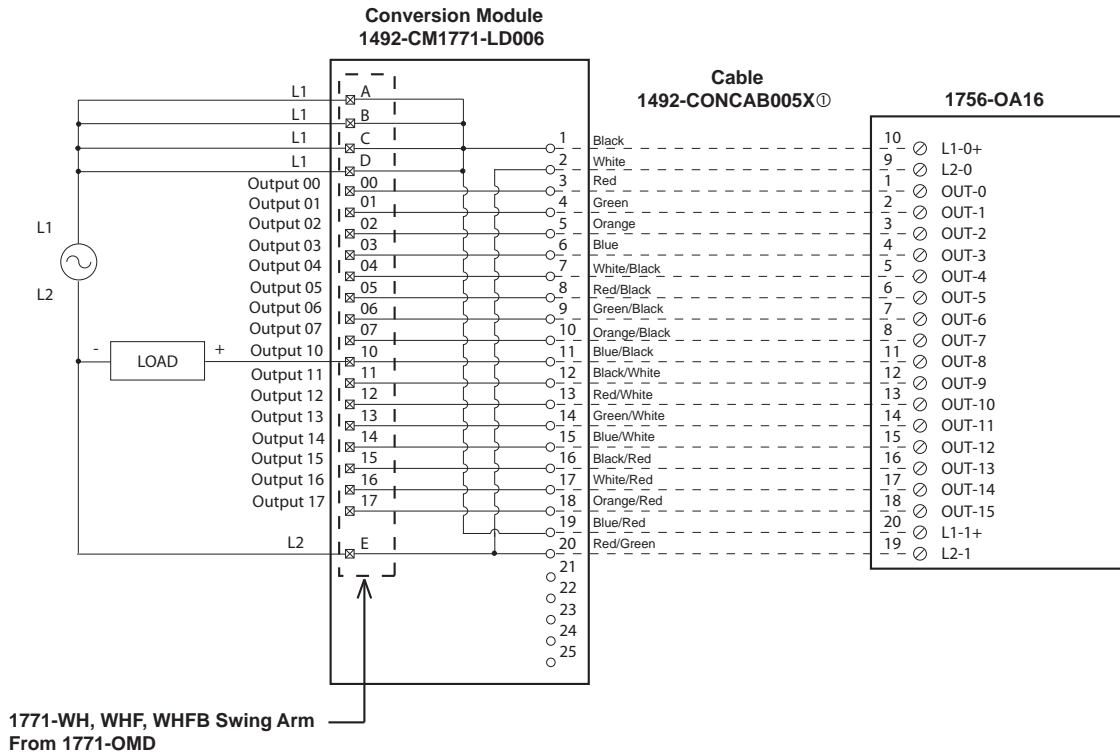 Conversion Module
1492-CM1771-LD006
Cable
1492-CONCAB005X①
1756-OA16
L1 A
L1 B
L1 C
L1 D
Output 00 00
Output 01 01
Output 02 02
Output 03 03
Output 04 04
Output 05 05
Output 06 06
Output 07 07
Output 10 10
Output 11 11
Output 12 12
Output 13 13
Output 14 14
Output 15 15
Output 16 16
Output 17 17
L2 E
L1
L2
- LOAD +
1 Black 10 L1-0+
2 White 9 L2-0
3 Red 1 OUT-0
4 Green 2 OUT-1
5 Orange 3 OUT-2
6 Blue 4 OUT-3
7 White/Black 5 OUT-4
8 Red/Black 6 OUT-5
9 Green/Black 7 OUT-6
10 Orange/Black 8 OUT-7
11 Blue/Black 11 OUT-8
12 Black/White 12 OUT-9
13 Red/White 13 OUT-10
14 Green/White 14 OUT-11
15 Blue/White 15 OUT-12
16 Black/Red 16 OUT-13
17 White/Red 17 OUT-14
18 Orange/Red 18 OUT-15
19 Blue/Red 20 L1-1+
20 Red/Green 19 L2-1
21
22
23
24
25
1771-WH, WHF, WHFB Swing Arm
From 1771-OMD